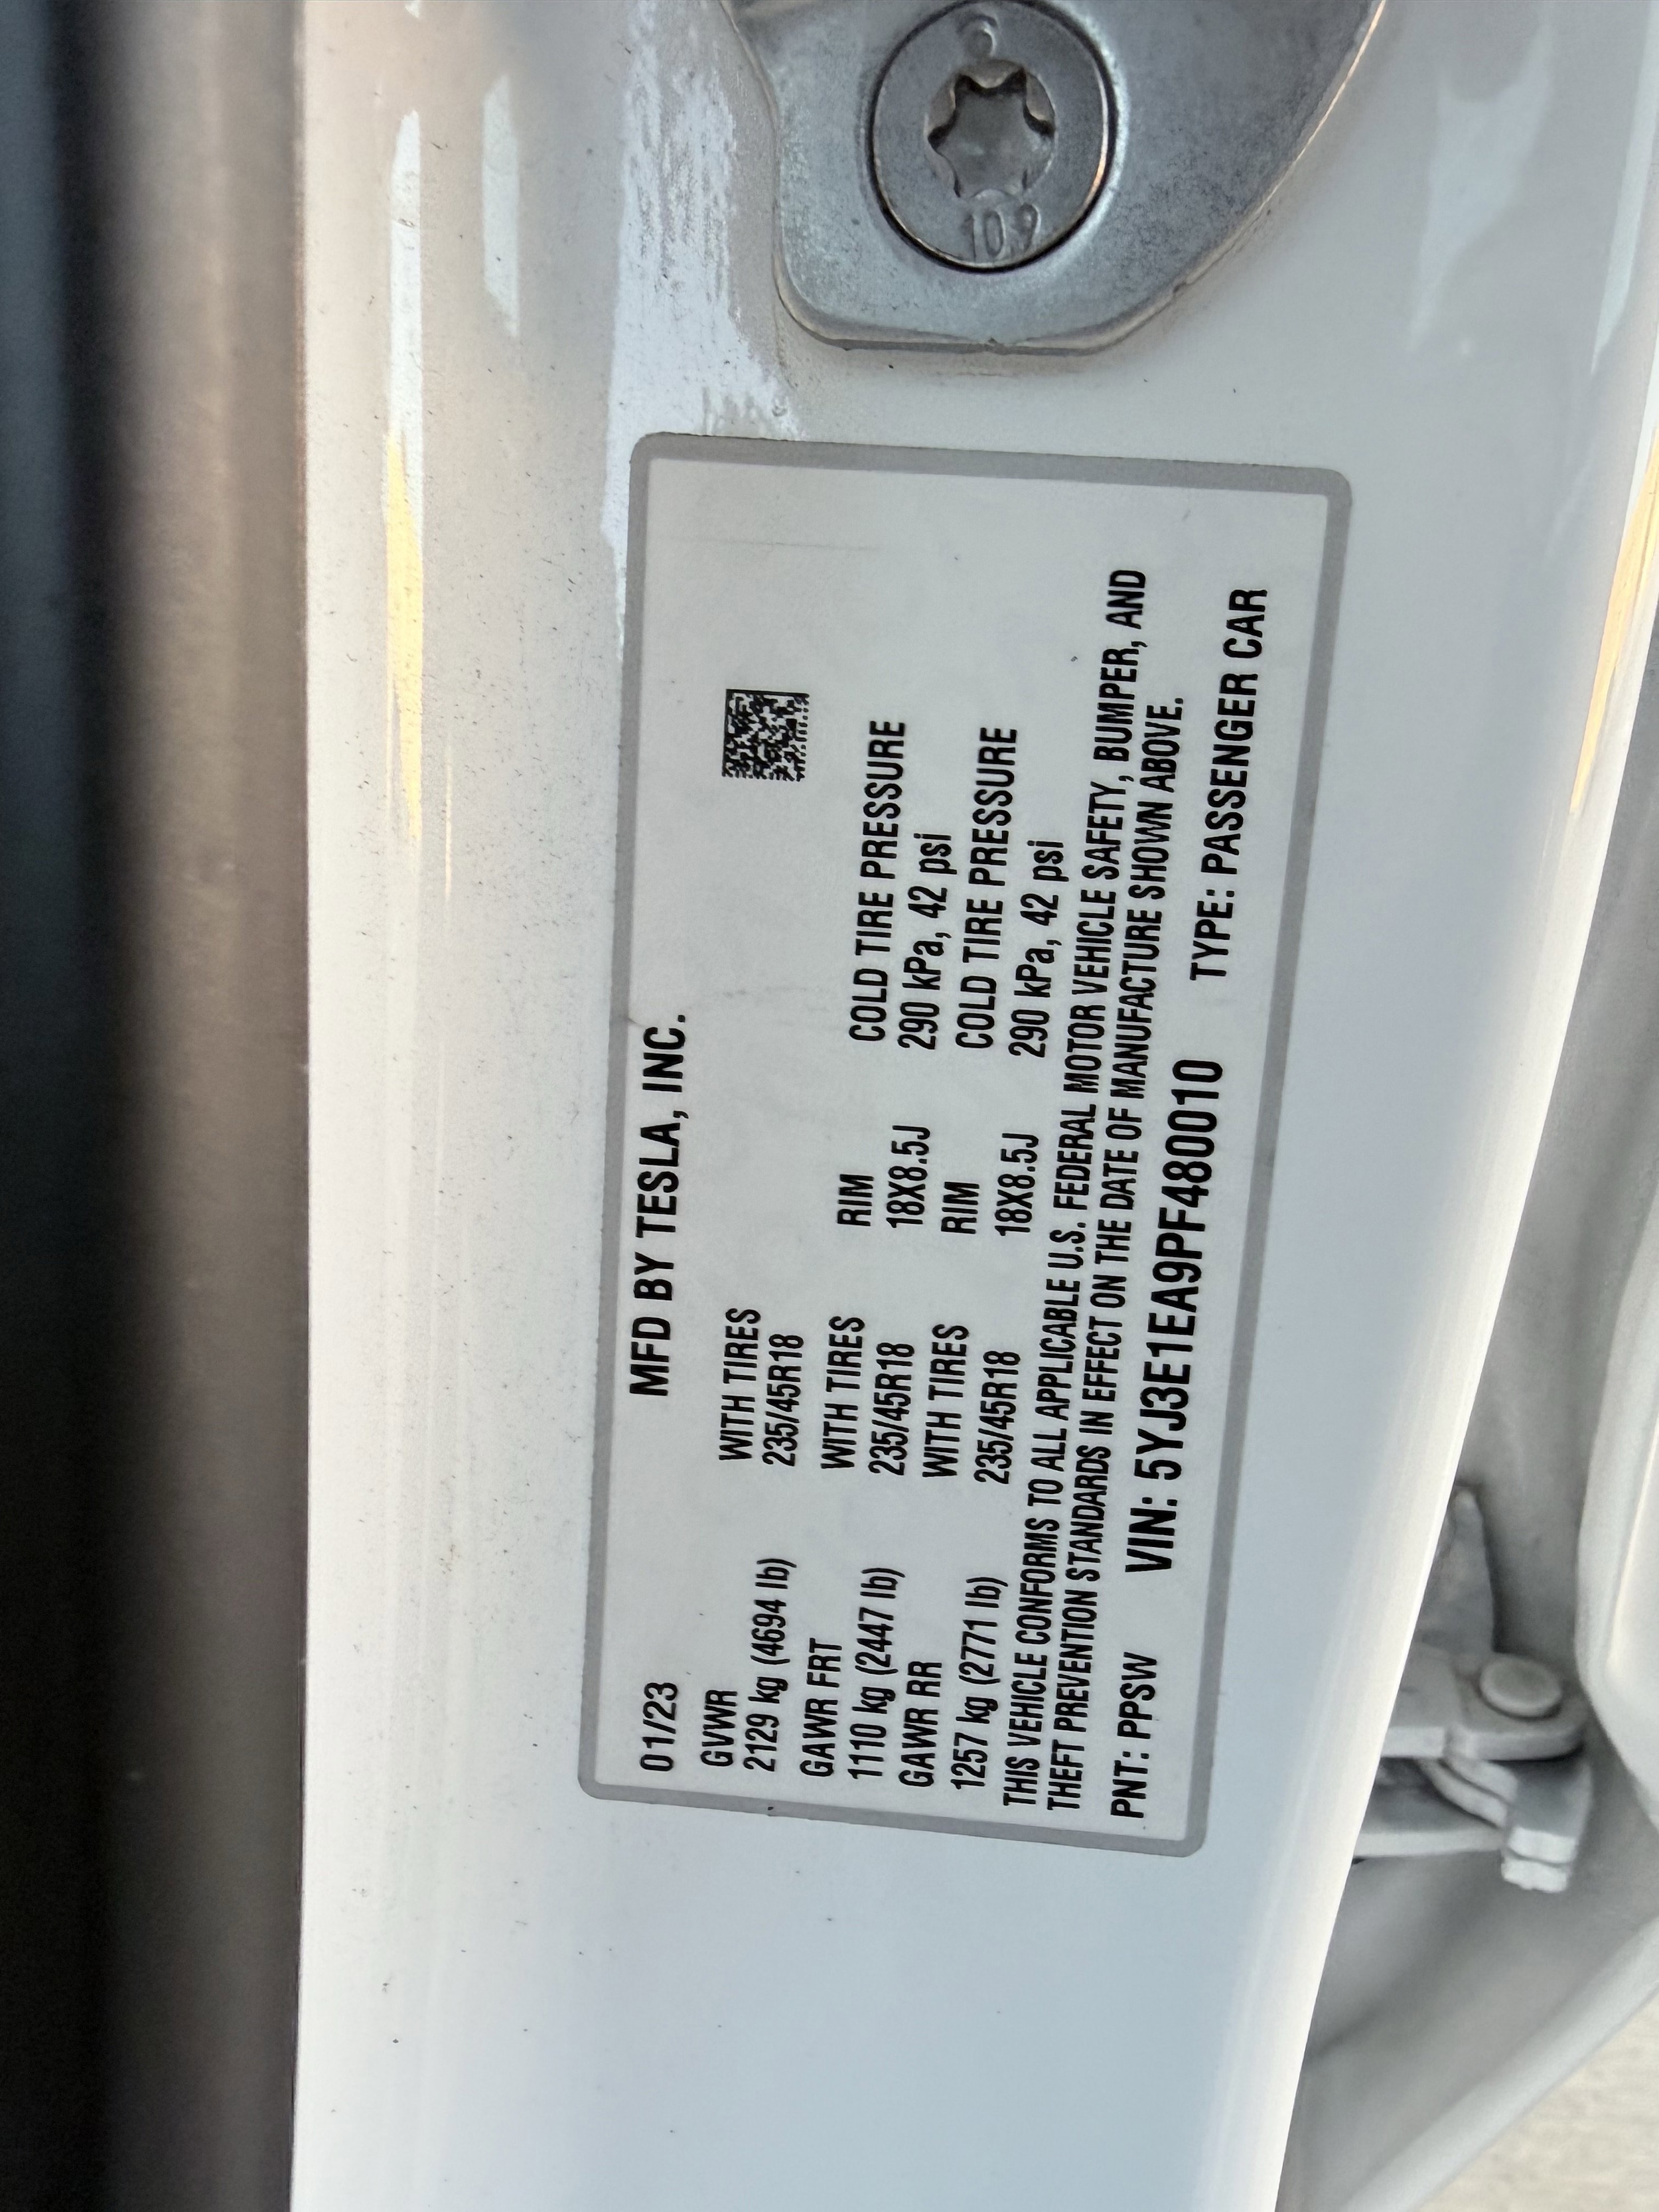 MFD BY TESLA, INC.
01/23
GVWR WITH TIRES
2129 kg (4694 lb) 235/45R18
GAWR FRT WITH TIRES RIM COLD TIRE PRESSURE
1110 kg (2447 lb) 235/45R18 18X8.5J 290 kPa, 42 psi
GAWR RR WITH TIRES RIM COLD TIRE PRESSURE
1257 kg (2771 lb) 235/45R18 18X8.5J 290 kPa, 42 psi
THIS VEHICLE CONFORMS TO ALL APPLICABLE U.S. FEDERAL MOTOR VEHICLE SAFETY, BUMPER, AND
THEFT PREVENTION STANDARDS IN EFFECT ON THE DATE OF MANUFACTURE SHOWN ABOVE.
PNT: PPSW VIN: 5YJ3E1EA9PF480010 TYPE: PASSENGER CAR
10.9